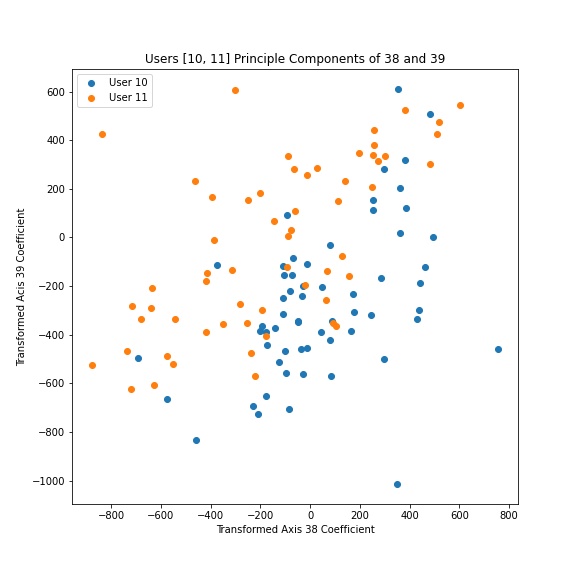 Users [10, 11] Principle Components of 38 and 39
User 10
User 11
600
400
200
0
−200
−400
−600
−800
−1000
Transformed Acis 39 Coefficient
−800 −600 −400 −200 0 200 400 600 800
Transformed Axis 38 Coefficient